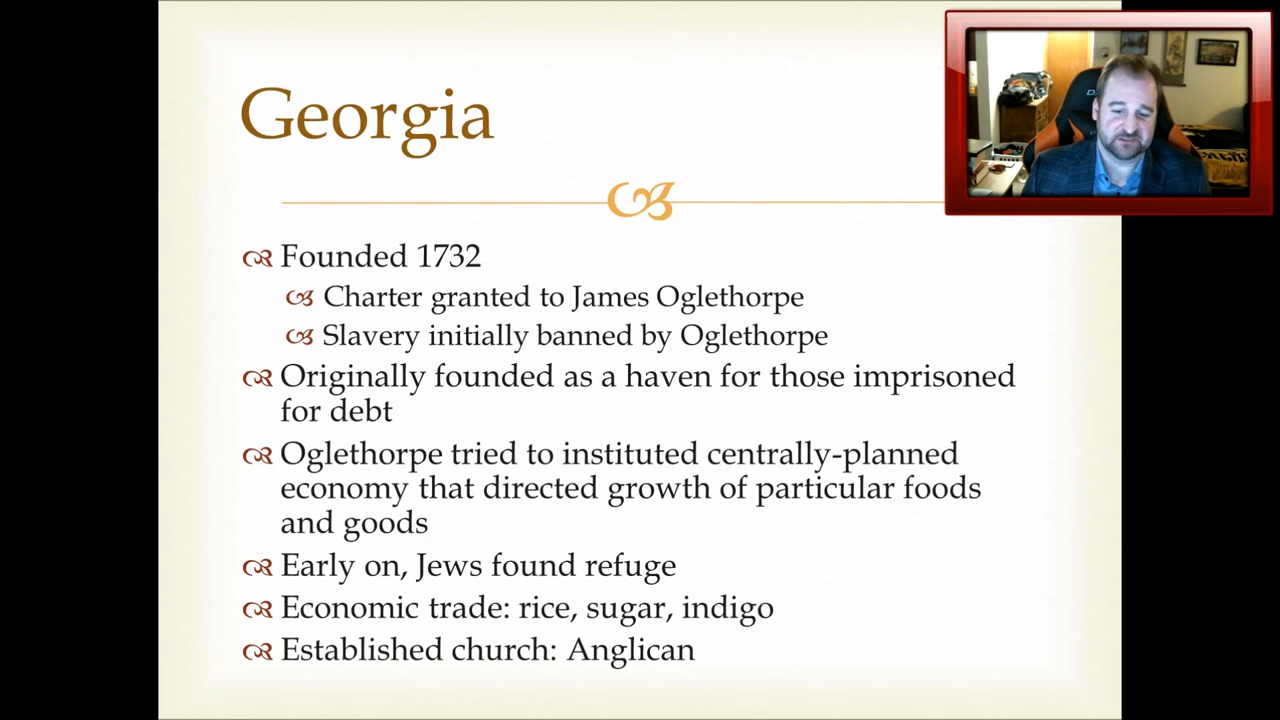 Georgia
Founded 1732
Charter granted to James Oglethorpe
Slavery initially banned by Oglethorpe
Originally founded as a haven for those imprisoned
for debt
Oglethorpe tried to instituted centrally-planned
economy that directed growth of particular foods
and goods
Early on, Jews found refuge
Economic trade: rice, sugar, indigo
Established church: Anglican